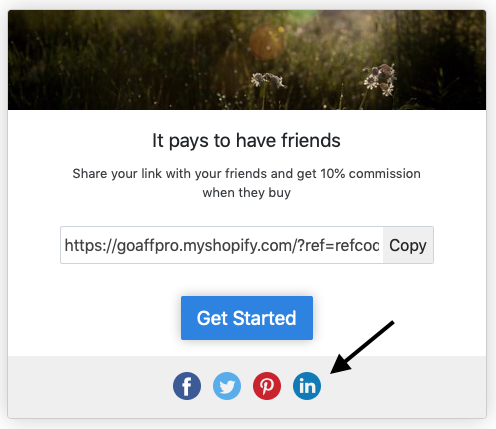 It pays to have friends
Share your link with your friends and get 10% commission
when they buy
https://goaffpro.myshopify.com/?ref=refcod Copy
Get Started
f in